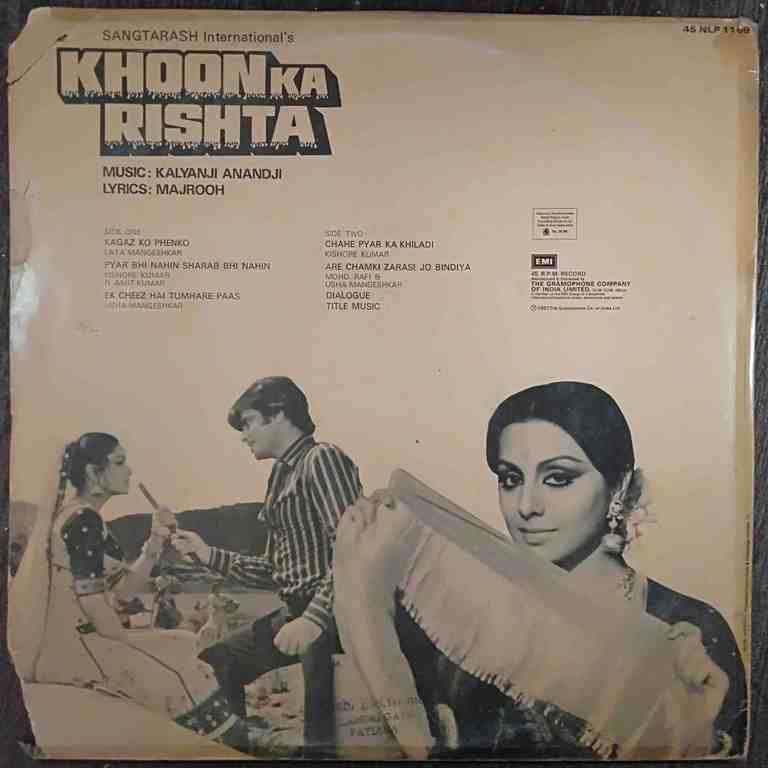 SANGTARASH International's
45 NLP 1169
KHOON KA
RISHTA
MUSIC: KALYANJI ANANDJI
LYRICS: MAJROOH
SIDE ONE
KAGAZ KO PHENKO
LATA MANGESHKAR
PYAR BHI NAHIN SHARAB BHI NAHIN
KISHORE KUMAR
& AMIT KUMAR
EK CHEEZ HAI TUMHARE PAAS
USHA MANGESHKAR
SIDE TWO
CHAHE PYAR KA KHILADI
KISHORE KUMAR
ARE CHAMKI ZARASI JO BINDIYA
MOHD. RAFI &
USHA MANGESHKAR
DIALOGUE
TITLE MUSIC
EMI
45 R.P.M. RECORD
Manufactured & Distributed by
THE GRAMOPHONE COMPANY
OF INDIA LIMITED
PATIALA